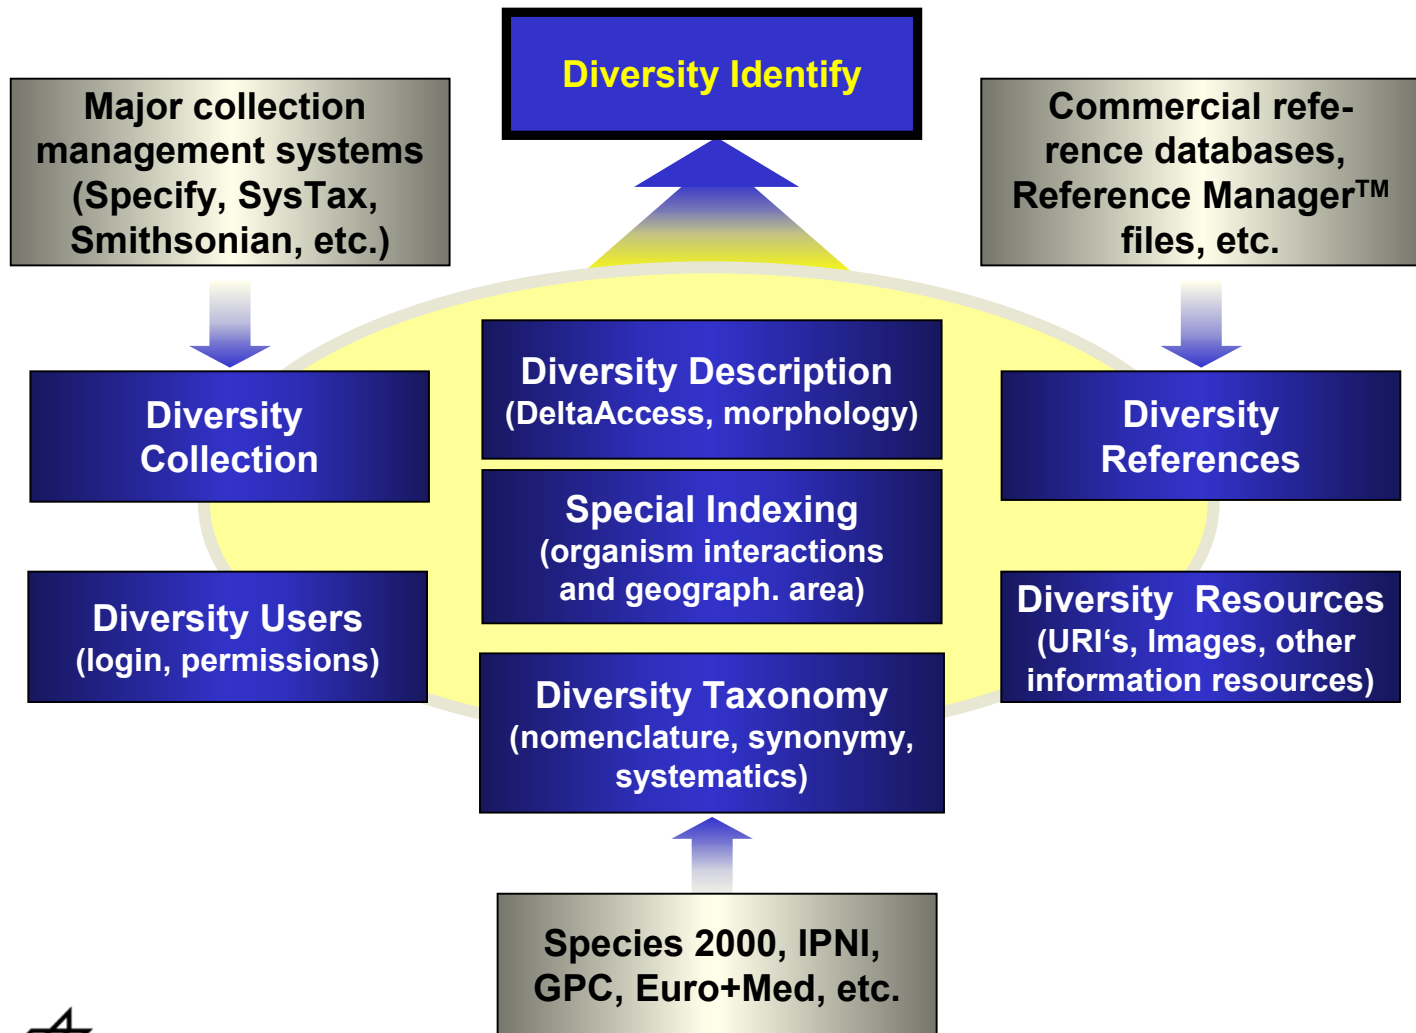 Diversity Identify
Major collection
management systems
(Specify, SysTax,
Smithsonian, etc.)
Commercial refe-
rence databases,
Reference Manager™
files, etc.
Diversity Description
(DeltaAccess, morphology)
Diversity
Collection
Diversity
References
Special Indexing
(organism interactions
and geograph. area)
Diversity Users
(login, permissions)
Diversity Resources
(URI‘s, Images, other
information resources)
Diversity Taxonomy
(nomenclature, synonymy,
systematics)
Species 2000, IPNI,
GPC, Euro+Med, etc.